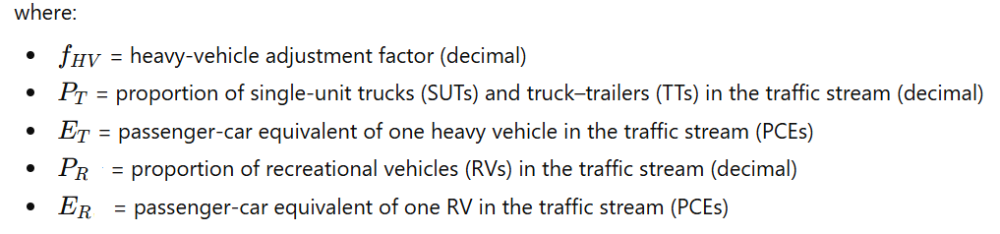 where:
• f_HV = heavy-vehicle adjustment factor (decimal)
• P_T = proportion of single-unit trucks (SUTs) and truck–trailers (TTs) in the traffic stream (decimal)
• E_T = passenger-car equivalent of one heavy vehicle in the traffic stream (PCEs)
• P_R = proportion of recreational vehicles (RVs) in the traffic stream (decimal)
• E_R = passenger-car equivalent of one RV in the traffic stream (PCEs)